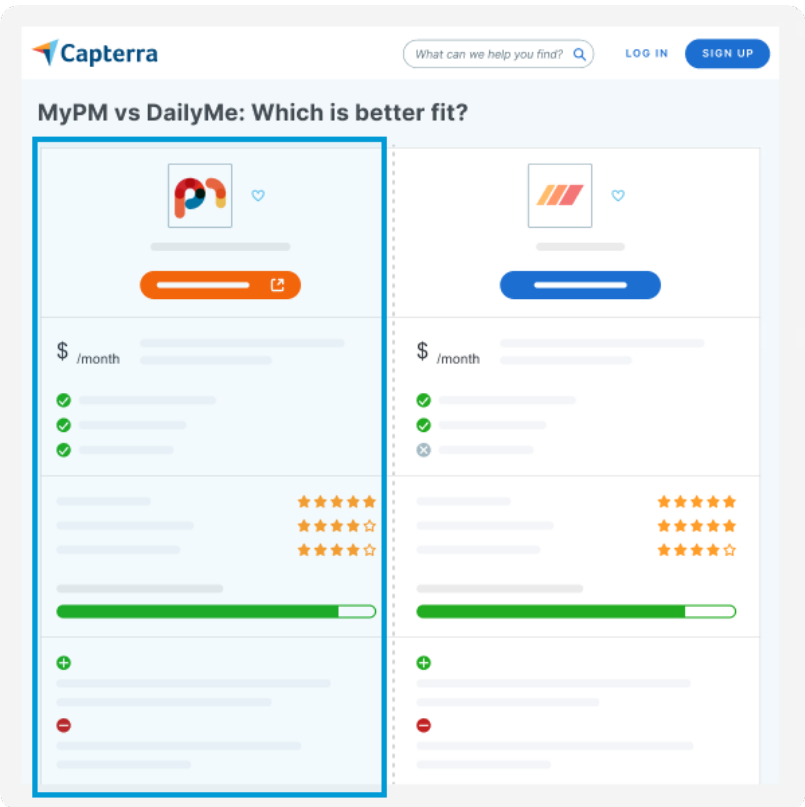 Capterra
What can we help you find?
LOG IN
SIGN UP
MyPM vs DailyMe: Which is better fit?
pm
$ /month
$ /month